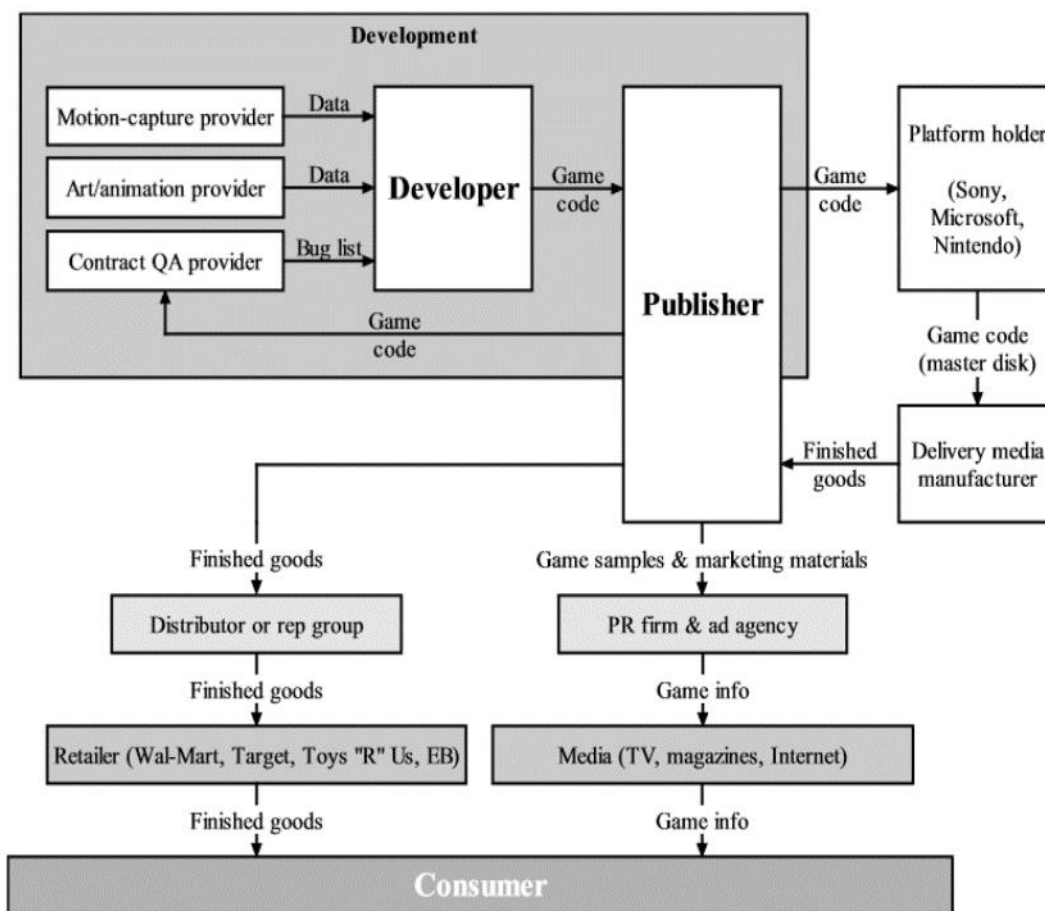 Development
Motion-capture provider
Data
Art/animation provider
Data
Contract QA provider
Bug list
Developer
Game
code
Game
code
Publisher
Game
code
Platform holder
(Sony,
Microsoft,
Nintendo)
Game code
(master disk)
Delivery media
manufacturer
Finished
goods
Finished goods
Game samples & marketing materials
Distributor or rep group
PR firm & ad agency
Finished goods
Game info
Retailer (Wal-Mart, Target, Toys "R" Us, EB)
Media (TV, magazines, Internet)
Finished goods
Game info
Consumer